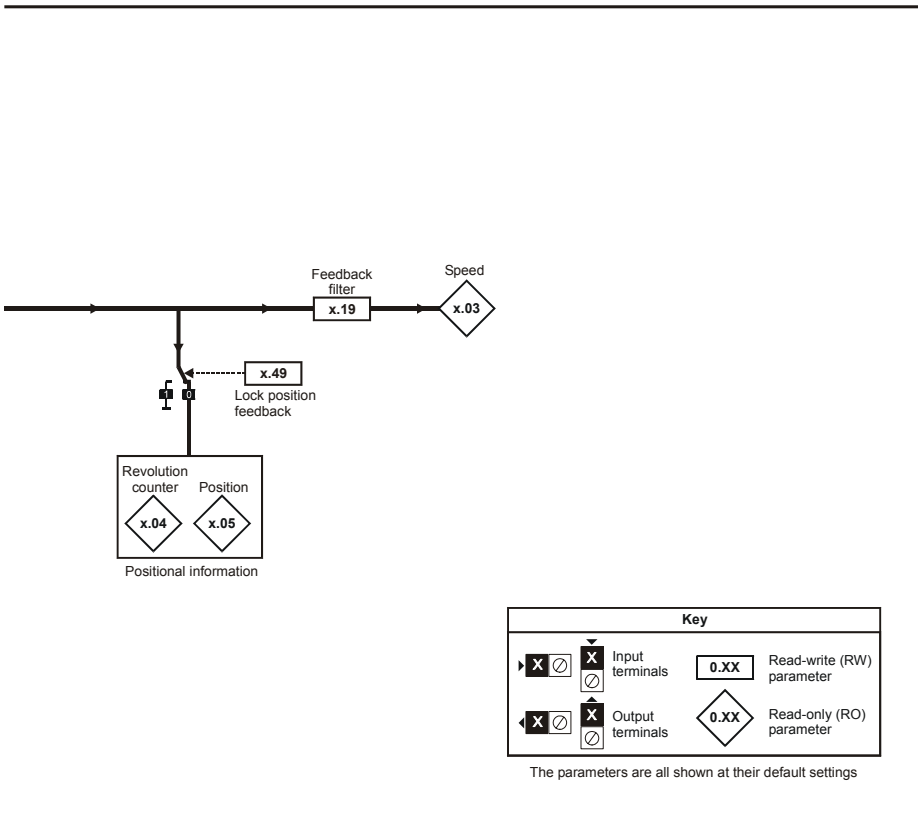 Feedback
filter
x.19
Speed
x.03
x.49
Lock position
feedback
1 0
Revolution
counter
Position
x.04
x.05
Positional information
Key
X
X
Input
terminals
0.XX
Read-write (RW)
parameter
X
X
Output
terminals
0.XX
Read-only (RO)
parameter
The parameters are all shown at their default settings